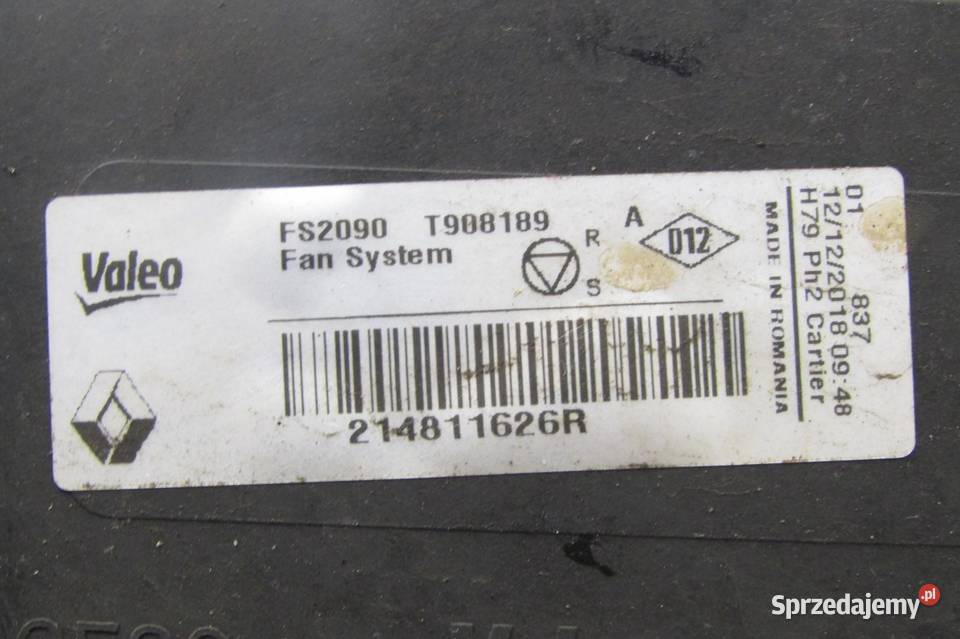 Valeo
FS2090 T908189
Fan System
R
S
A
D12
214811626R
MADE IN ROMANIA
H79 Ph2 Cartier
12/12/2018 09:48
01 837
Sprzedajemy.pl